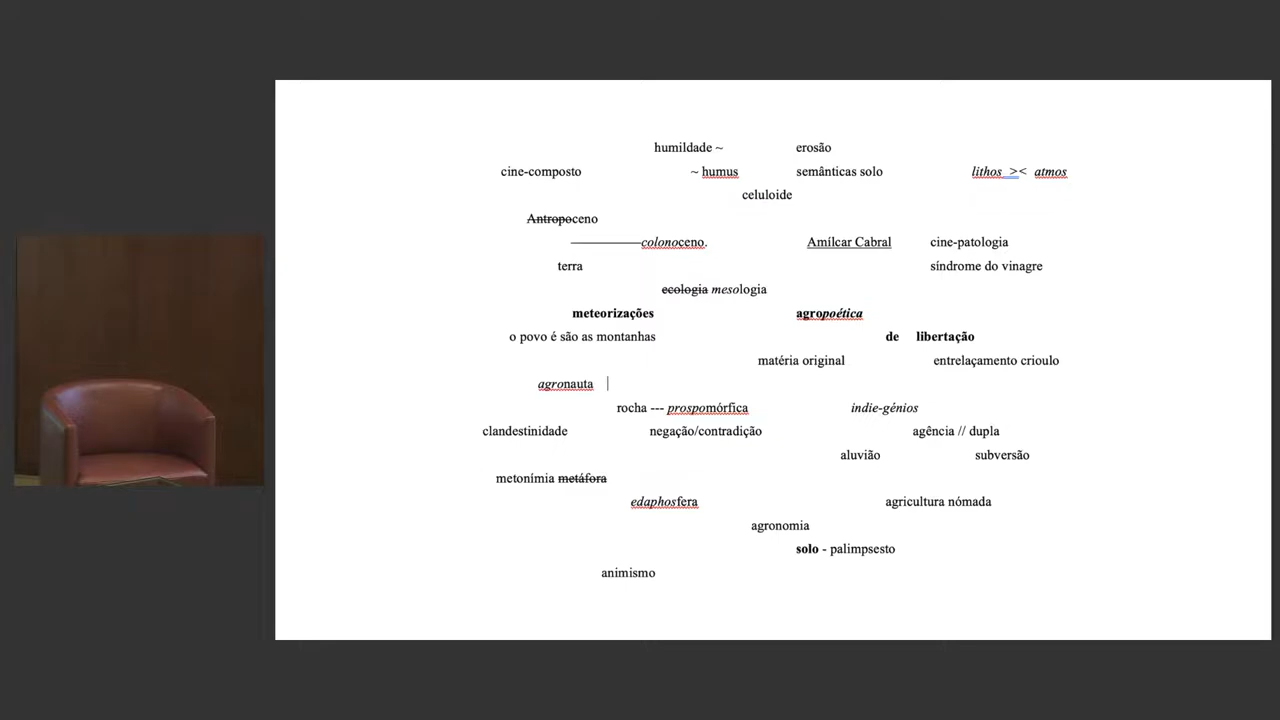 humildade ~ erosão
cine-composto ~ humus semânticas solo lithos >< atmos
celuloide
Antropoceno
colonoceno. Amílcar Cabral cine-patologia
terra síndrome do vinagre
ecologia mesologia
meteorizações agropoética
o povo é são as montanhas de libertação
matéria original entrelaçamento crioulo
agronauta
rocha --- prospomórfica indie-génios
clandestinidade negação/contradição agência // dupla
aluvião subversão
metonímia metáfora
edaphosfera agricultura nómada
agronomia
solo - palimpsesto
animismo